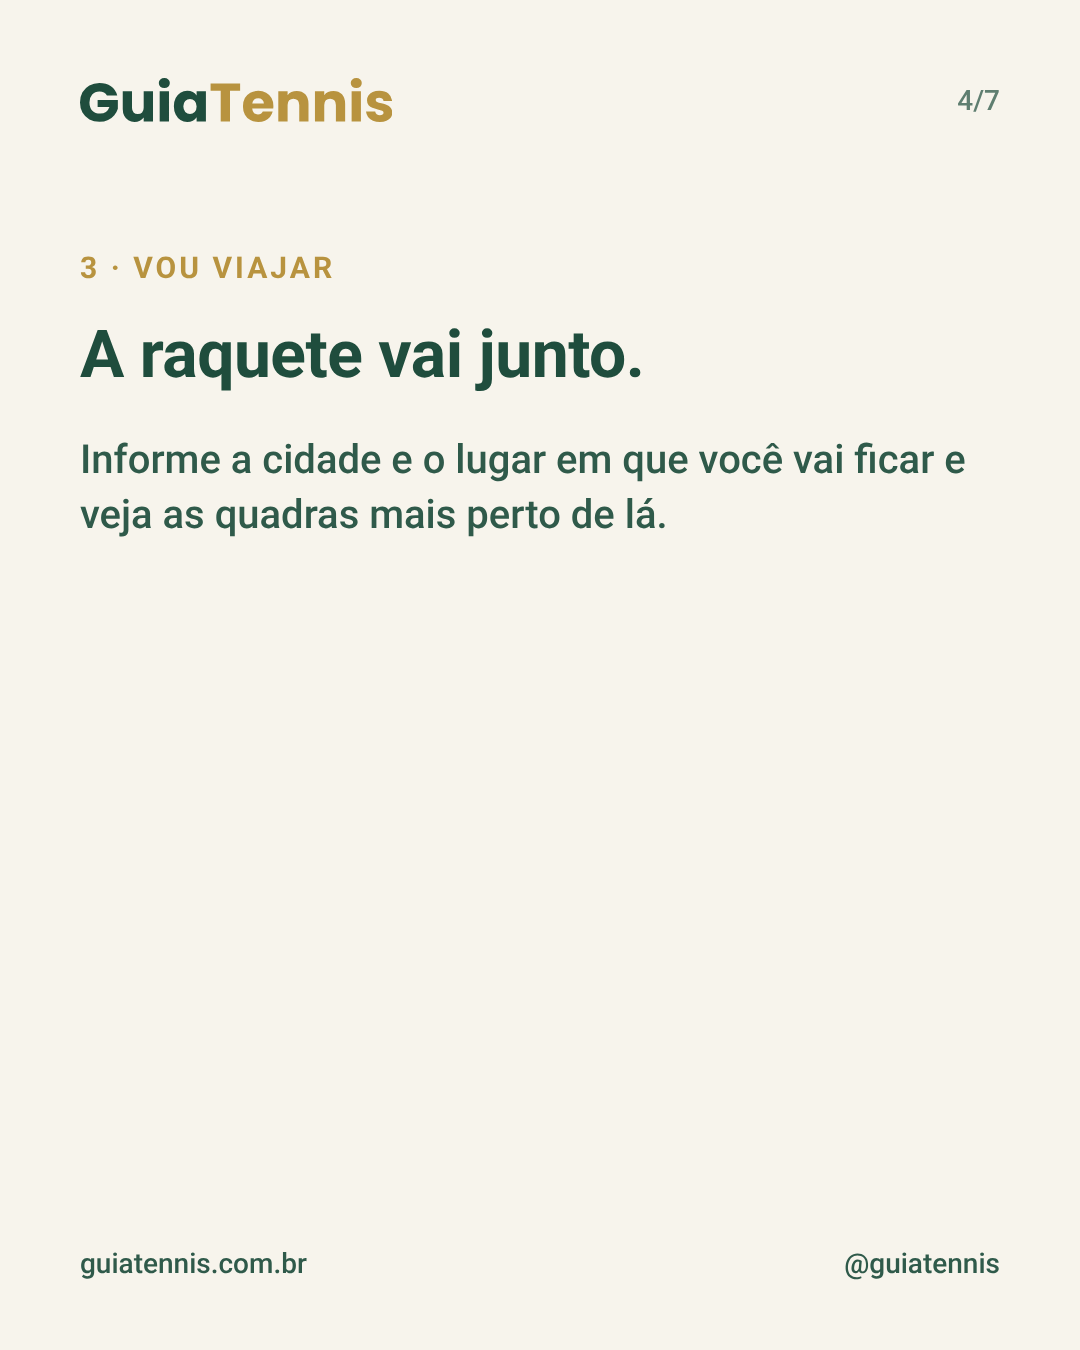 GuiaTennis
4/7
3 · VOU VIAJAR
A raquete vai junto.
Informe a cidade e o lugar em que você vai ficar e
veja as quadras mais perto de lá.
guiatennis.com.br
@guiatennis